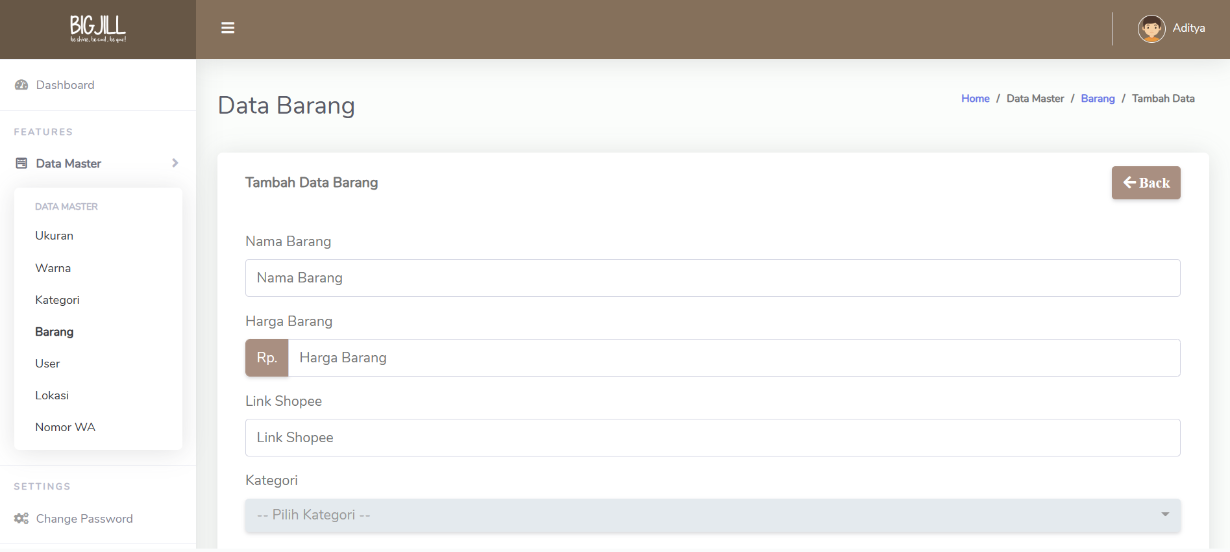 BIG JILL
Aditya
Dashboard
FEATURES
Data Master
DATA MASTER
Ukuran
Warna
Kategori
Barang
User
Lokasi
Nomor WA
SETTINGS
Change Password
Data Barang
Home / Data Master / Barang / Tambah Data
Tambah Data Barang
Back
Nama Barang
Nama Barang
Harga Barang
Rp. Harga Barang
Link Shopee
Link Shopee
Kategori
-- Pilih Kategori --